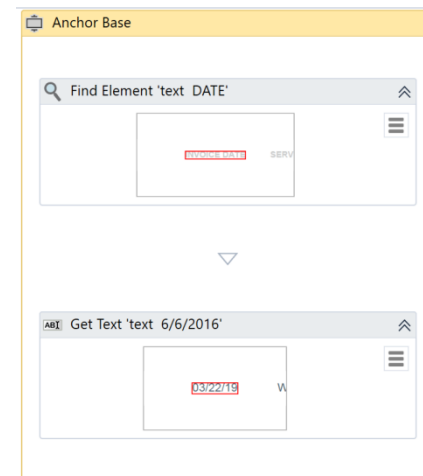 Anchor Base
Find Element 'text  DATE'
INVOICE DATE SERV
Get Text 'text  6/6/2016'
03/22/19 W